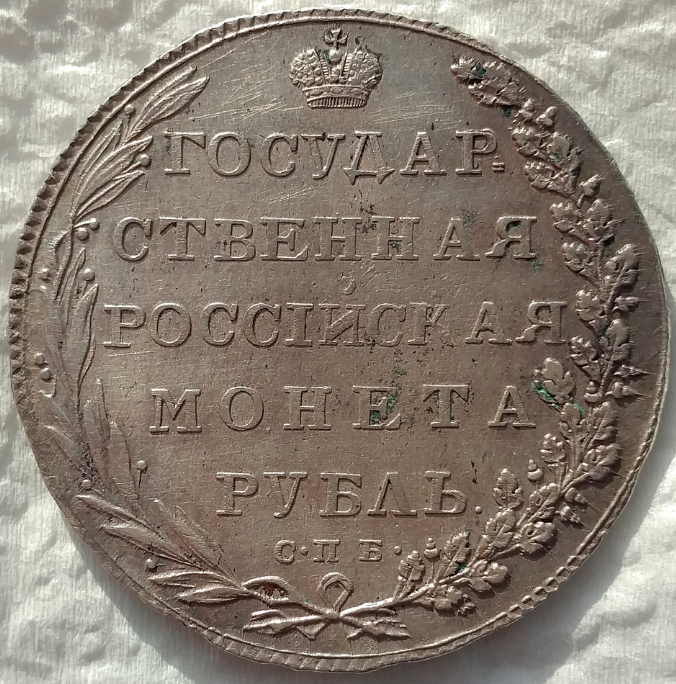 ГОСУДАР=
СТВЕННАЯ
РОССІЙСКАЯ
МОНЕТА
РУБЛЬ.
С·П·Б·